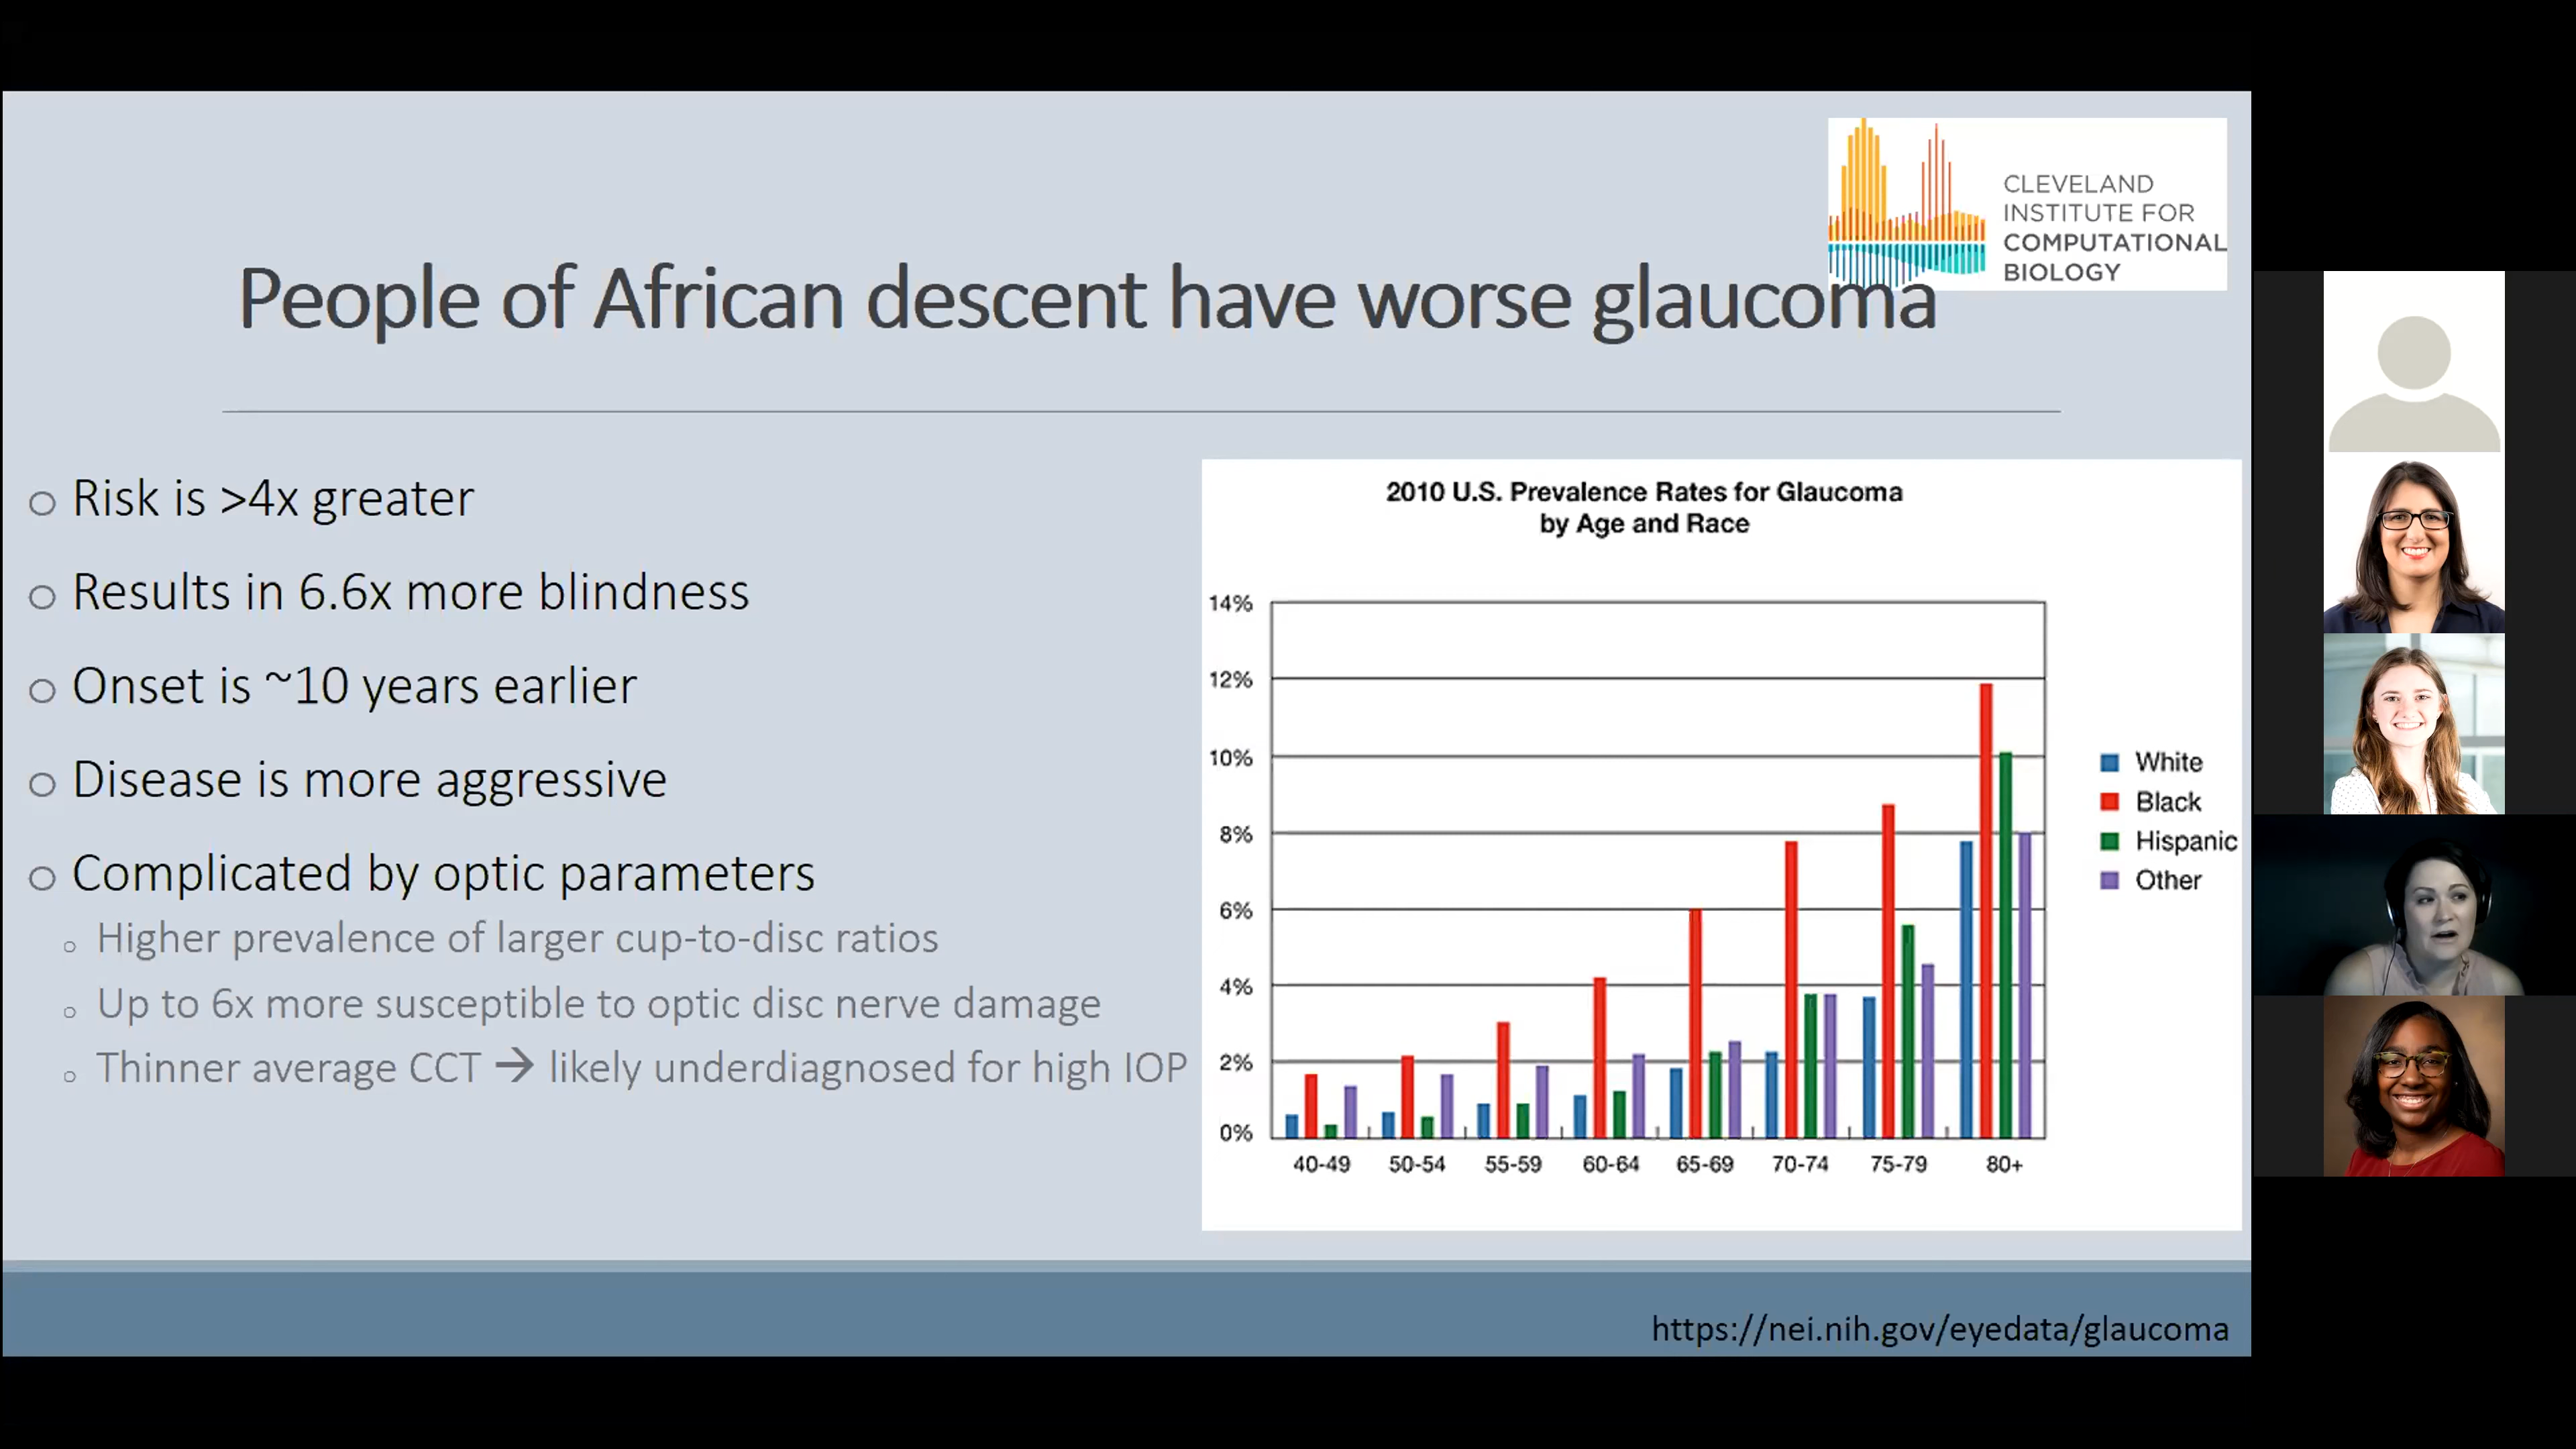 CLEVELAND
INSTITUTE FOR
COMPUTATIONAL
BIOLOGY
People of African descent have worse glaucoma
o Risk is >4x greater
o Results in 6.6x more blindness
o Onset is ~10 years earlier
o Disease is more aggressive
o Complicated by optic parameters
o Higher prevalence of larger cup-to-disc ratios
o Up to 6x more susceptible to optic disc nerve damage
o Thinner average CCT → likely underdiagnosed for high IOP
2010 U.S. Prevalence Rates for Glaucoma
by Age and Race
14%
12%
10%
8%
6%
4%
2%
0%
40-49 50-54 55-59 60-64 65-69 70-74 75-79 80+
White
Black
Hispanic
Other
https://nei.nih.gov/eyedata/glaucoma